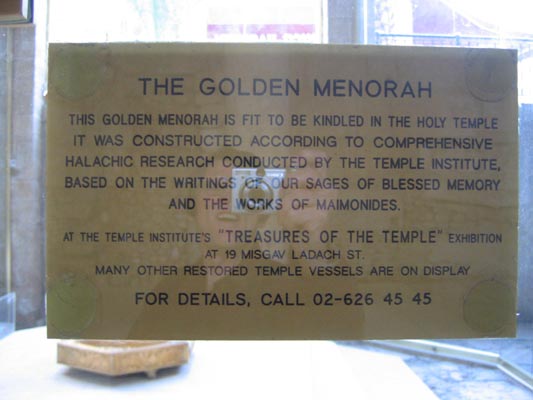 THE GOLDEN MENORAH
THIS GOLDEN MENORAH IS FIT TO BE KINDLED IN THE HOLY TEMPLE
IT WAS CONSTRUCTED ACCORDING TO COMPREHENSIVE
HALACHIC RESEARCH CONDUCTED BY THE TEMPLE INSTITUTE,
BASED ON THE WRITINGS OF OUR SAGES OF BLESSED MEMORY
AND THE WORKS OF MAIMONIDES.
AT THE TEMPLE INSTITUTE'S "TREASURES OF THE TEMPLE" EXHIBITION
AT 19 MISGAV LADACH ST.
MANY OTHER RESTORED TEMPLE VESSELS ARE ON DISPLAY
FOR DETAILS, CALL 02-626 45 45